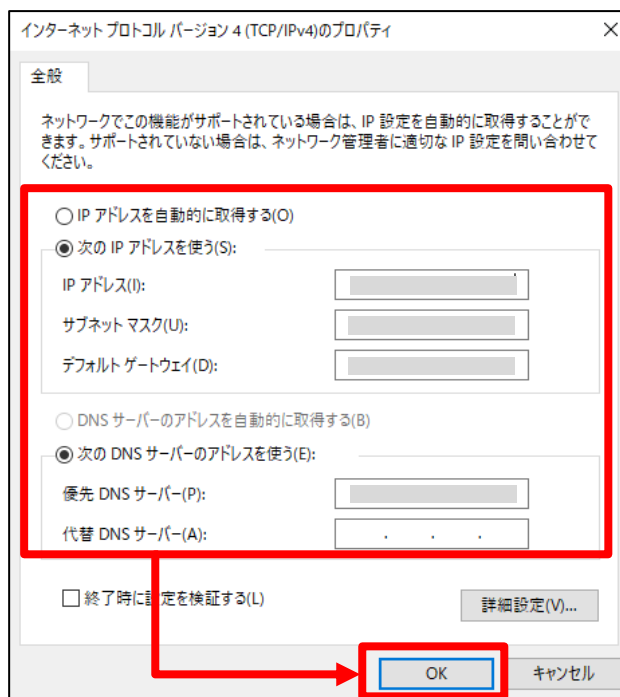 インターネット プロトコル バージョン 4 (TCP/IPv4)のプロパティ
全般
ネットワークでこの機能がサポートされている場合は、IP 設定を自動的に取得することがで
きます。サポートされていない場合は、ネットワーク管理者に適切な IP 設定を問い合わせて
ください。
IP アドレスを自動的に取得する(O)
次の IP アドレスを使う(S):
IP アドレス(I):
サブネット マスク(U):
デフォルト ゲートウェイ(D):
DNS サーバーのアドレスを自動的に取得する(B)
次の DNS サーバーのアドレスを使う(E):
優先 DNS サーバー(P):
代替 DNS サーバー(A): . . .
終了時に設定を検証する(L)
詳細設定(V)...
OK キャンセル